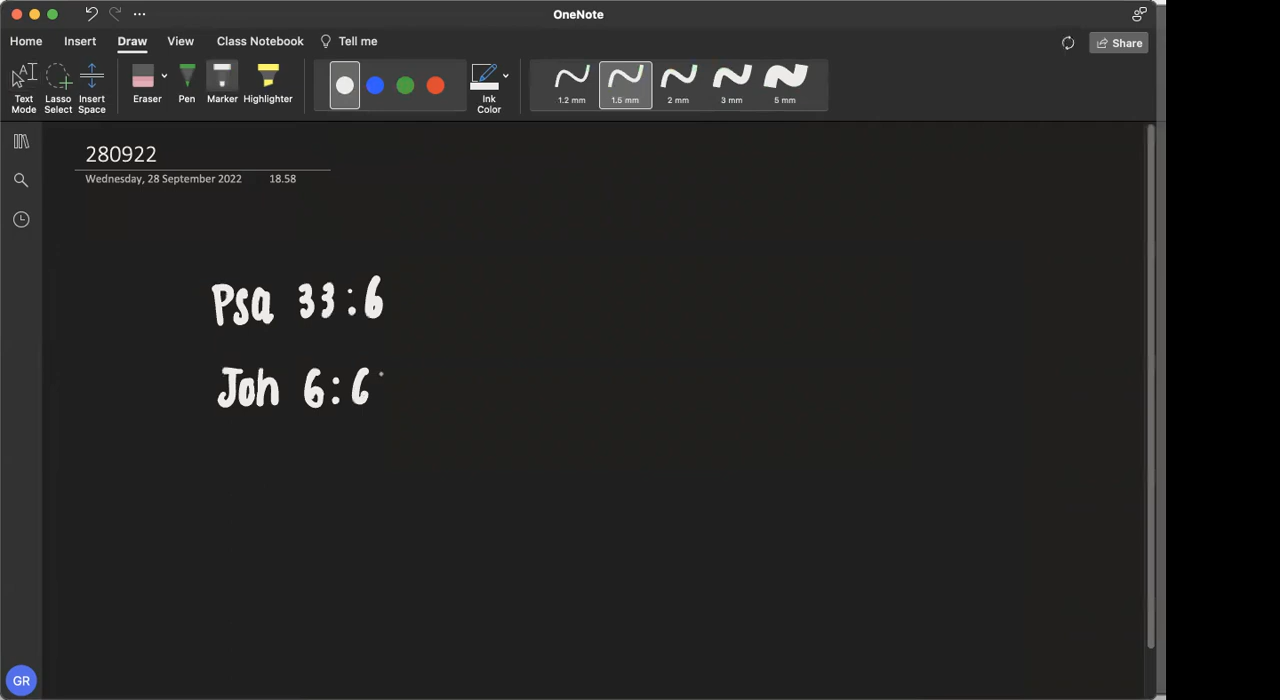 OneNote
Home Insert Draw View Class Notebook Tell me
Share
Text Mode
Lasso Select
Insert Space
Eraser
Pen
Marker
Highlighter
Ink Color
1.2 mm
1.5 mm
2 mm
3 mm
5 mm
280922
Wednesday, 28 September 2022 18.58
Psa 33:6
Joh 6:6
GR